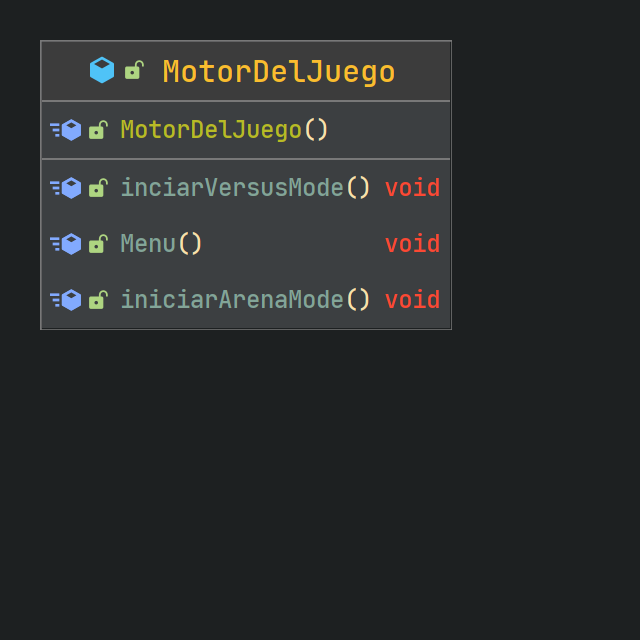 MotorDelJuego
MotorDelJuego()
inciarVersusMode() void
Menu() void
iniciarArenaMode() void